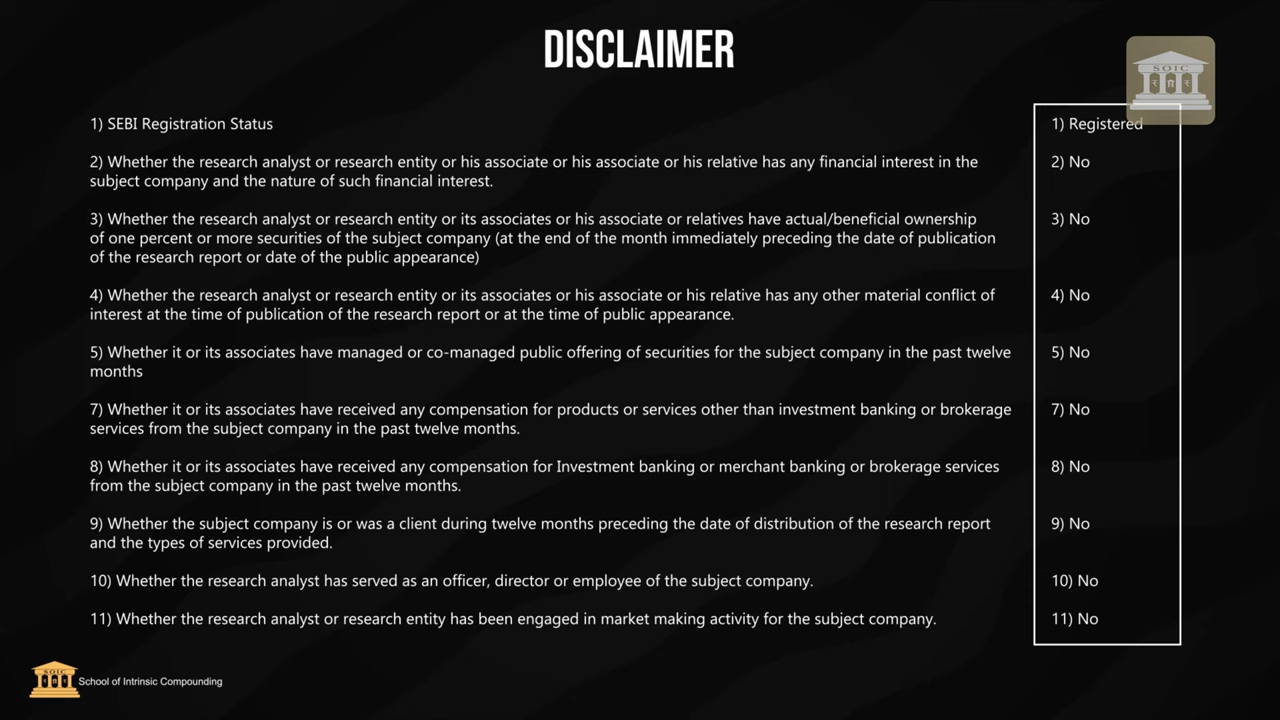 DISCLAIMER
SOIC
1) SEBI Registration Status
1) Registered
2) Whether the research analyst or research entity or his associate or his associate or his relative has any financial interest in the
subject company and the nature of such financial interest.
2) No
3) Whether the research analyst or research entity or its associates or his associate or relatives have actual/beneficial ownership
of one percent or more securities of the subject company (at the end of the month immediately preceding the date of publication
of the research report or date of the public appearance)
3) No
4) Whether the research analyst or research entity or its associates or his associate or his relative has any other material conflict of
interest at the time of publication of the research report or at the time of public appearance.
4) No
5) Whether it or its associates have managed or co-managed public offering of securities for the subject company in the past twelve
months
5) No
7) Whether it or its associates have received any compensation for products or services other than investment banking or brokerage
services from the subject company in the past twelve months.
7) No
8) Whether it or its associates have received any compensation for Investment banking or merchant banking or brokerage services
from the subject company in the past twelve months.
8) No
9) Whether the subject company is or was a client during twelve months preceding the date of distribution of the research report
and the types of services provided.
9) No
10) Whether the research analyst has served as an officer, director or employee of the subject company.
10) No
11) Whether the research analyst or research entity has been engaged in market making activity for the subject company.
11) No
SOIC
School of Intrinsic Compounding